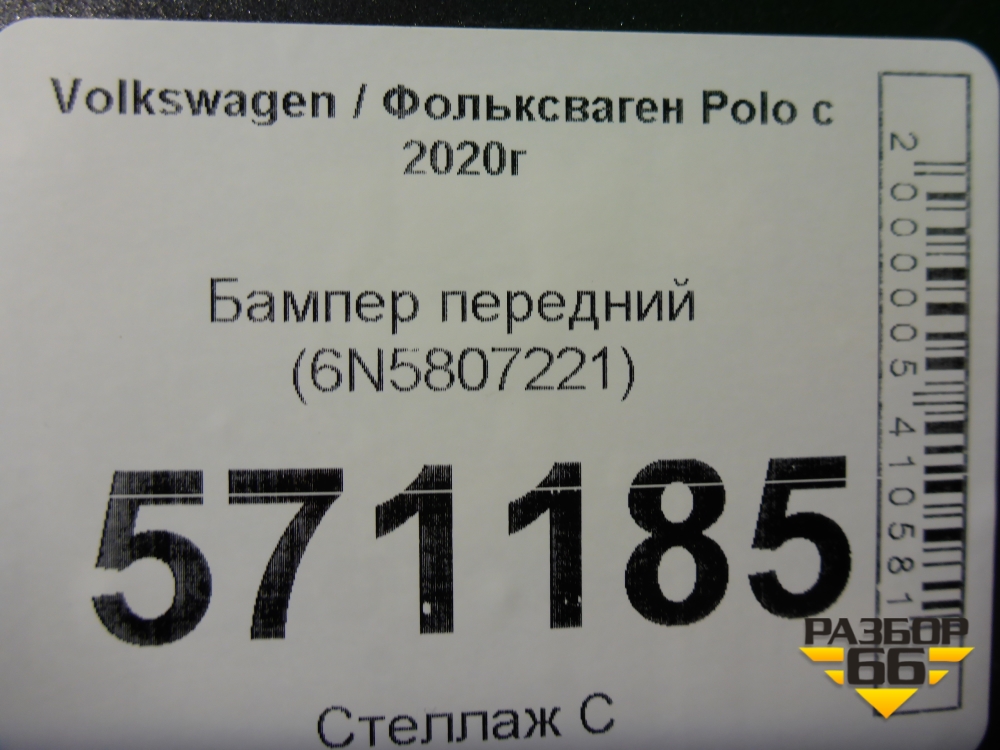 Volkswagen / Фольксваген Polo с
2020г
Бампер передний
(6N5807221)
571185
Стеллаж С
2000005410581
РАЗБОР
66